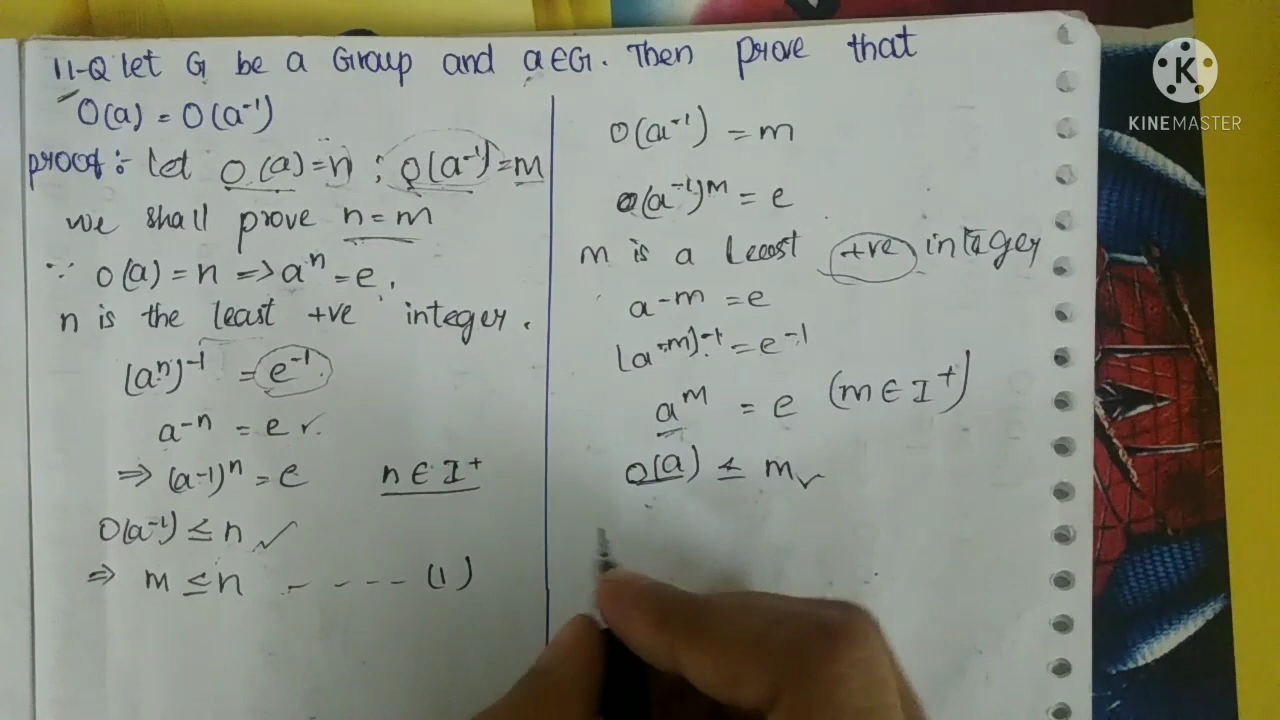 11-Q let G be a Group and a∈G. Then prove that
O(a) = O(a⁻¹)
proof :- let O(a)=n ; O(a⁻¹)=m
we shall prove n=m
∵ O(a)=n ⇒ aⁿ=e,
n is the least +ve integer.
(aⁿ)⁻¹ = e⁻¹
a⁻ⁿ = e
⇒ (a⁻¹)ⁿ = e n∈I⁺
O(a⁻¹) ≤ n ✓
⇒ m ≤ n - - - - (1)
O(a⁻¹) = m
(a⁻¹)ᵐ = e
m is a least +ve integer
a-m = e
(a-m)⁻¹ = e⁻¹
aᵐ = e (m∈I⁺)
O(a) ≤ m ✓
K
KINEMASTER